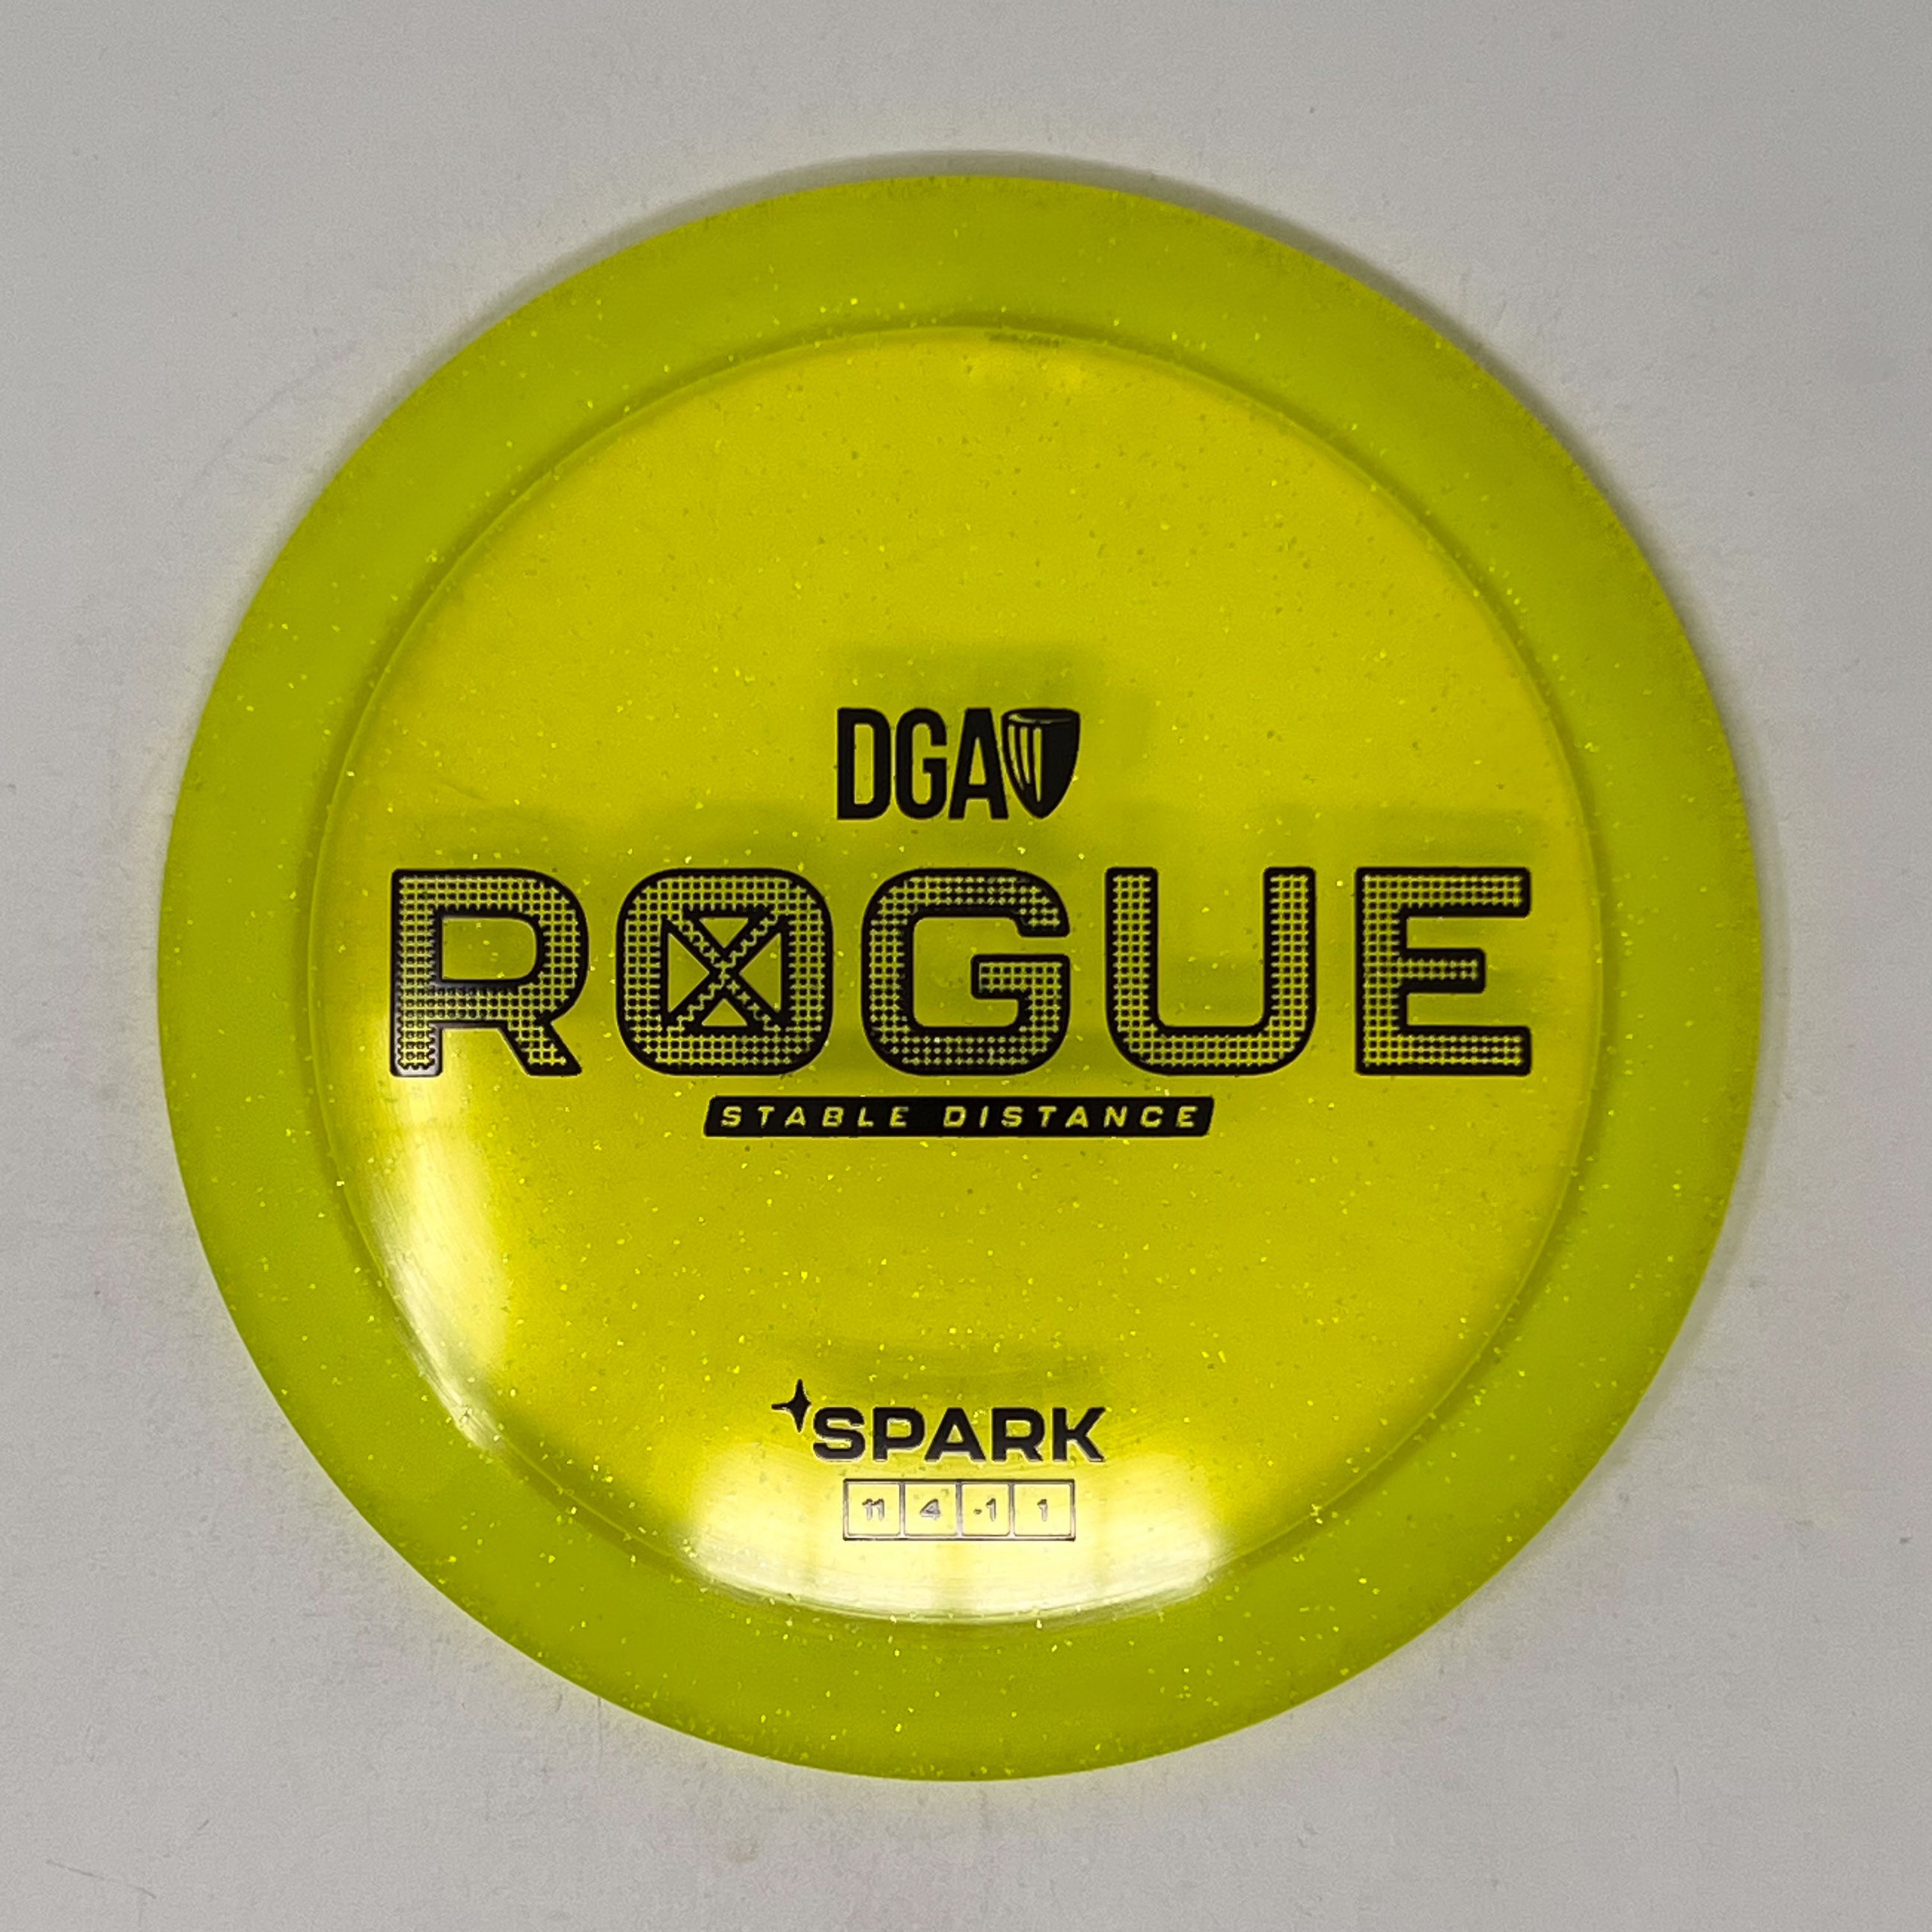 DGA
ROGUE
STABLE DISTANCE
SPARK
11 4 -1 1